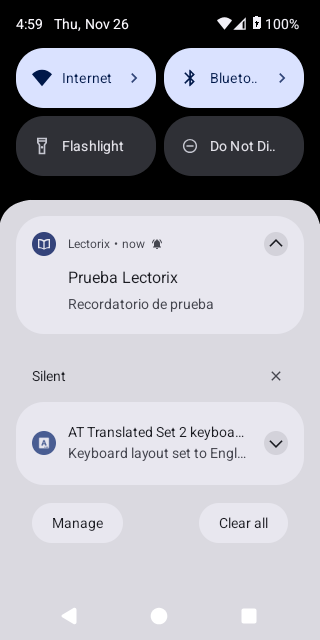 4:59 Thu, Nov 26 100%
Internet
Blueto..
Flashlight
Do Not Di..
Lectorix • now
Prueba Lectorix
Recordatorio de prueba
Silent
AT Translated Set 2 keyboa...
Keyboard layout set to Engl...
Manage
Clear all